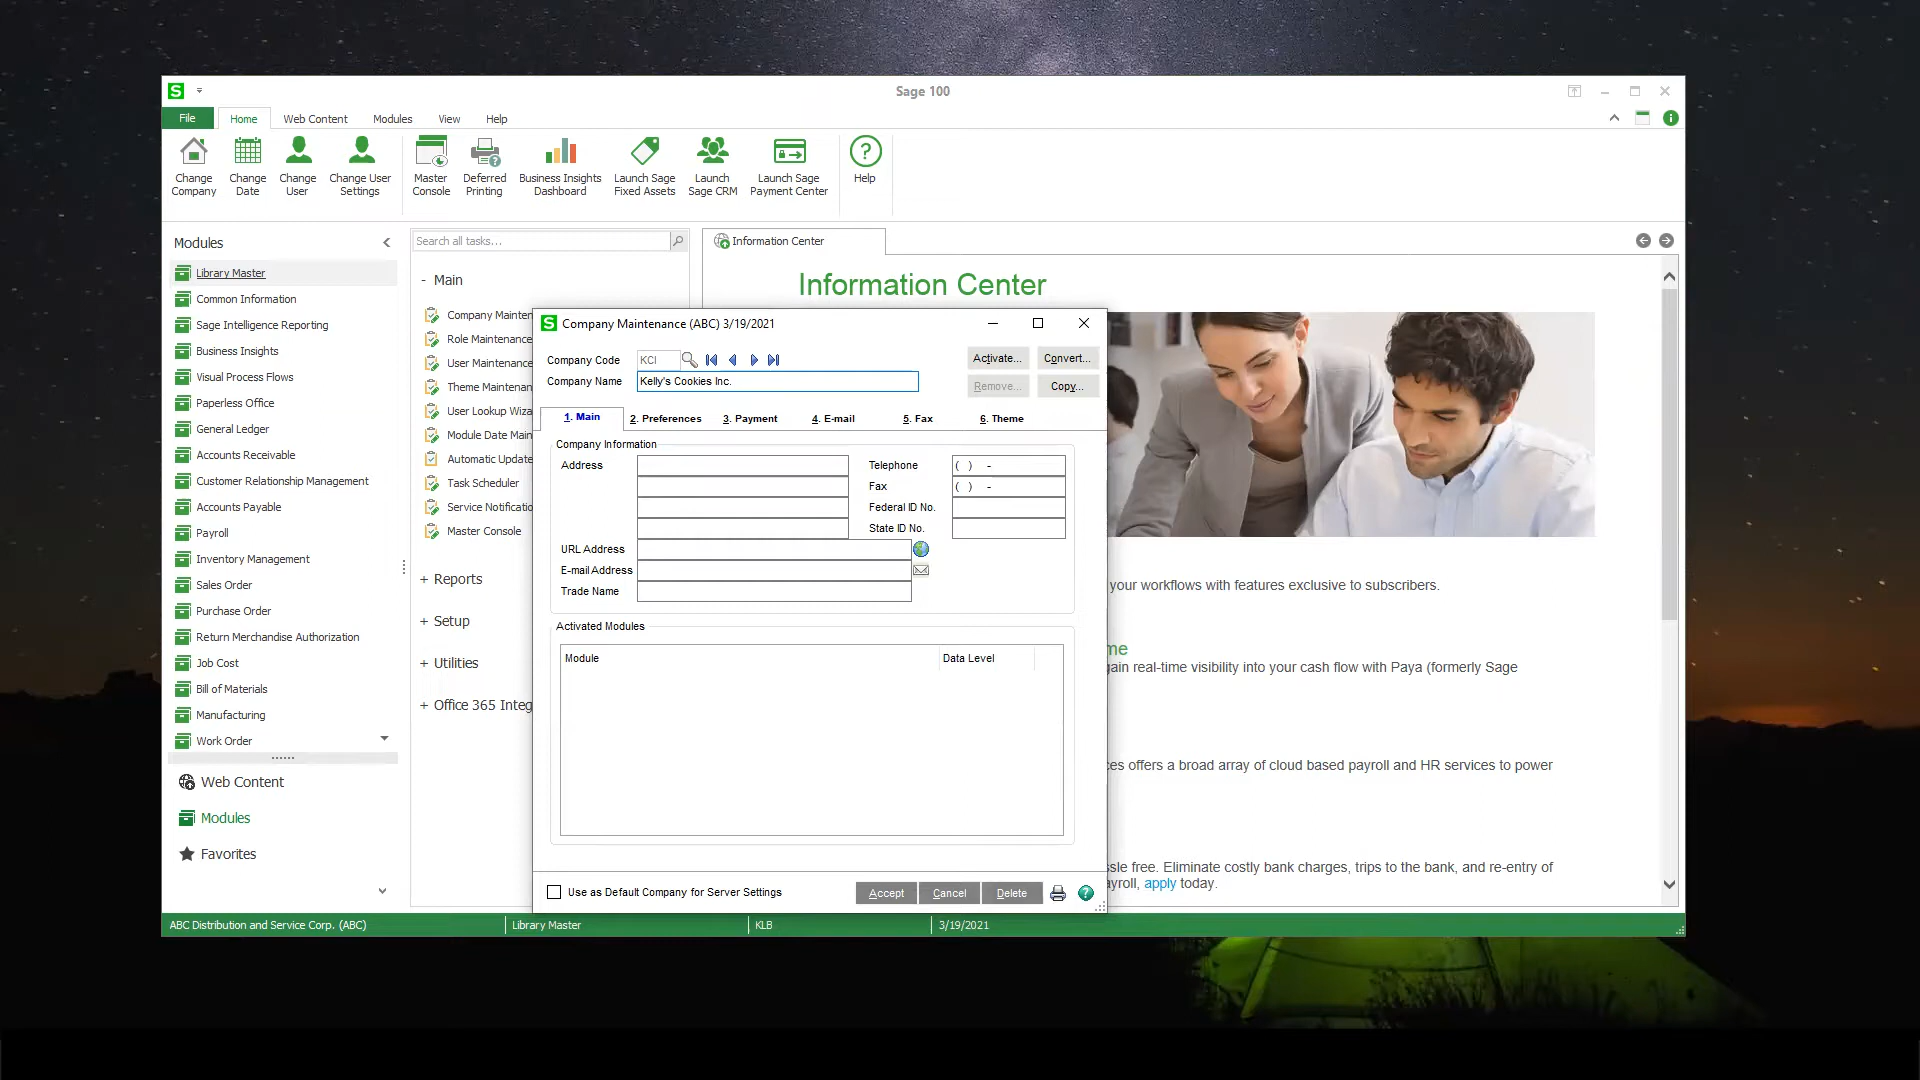 S
Sage 100
File
Home
Web Content
Modules
View
Help
i
Change Company
Change Date
Change User
Change User Settings
Master Console
Deferred Printing
Business Insights Dashboard
Launch Sage Fixed Assets
Launch Sage CRM
Launch Sage Payment Center
Help
Modules
Library Master
Common Information
Sage Intelligence Reporting
Business Insights
Visual Process Flows
Paperless Office
General Ledger
Accounts Receivable
Customer Relationship Management
Accounts Payable
Payroll
Inventory Management
Sales Order
Purchase Order
Return Merchandise Authorization
Job Cost
Bill of Materials
Manufacturing
Work Order
Web Content
Modules
Favorites
Search all tasks...
- Main
Company Mainten
Role Maintenance
User Maintenance
Theme Maintenan
User Lookup Wiza
Module Date Main
Automatic Update
Task Scheduler
Service Notificatio
Master Console
+ Reports
+ Setup
+ Utilities
+ Office 365 Integ
Information Center
Information Center
your workflows with features exclusive to subscribers.
me
gain real-time visibility into your cash flow with Paya (formerly Sage
ces offers a broad array of cloud based payroll and HR services to power
ssle free. Eliminate costly bank charges, trips to the bank, and re-entry of
ayroll, apply today.
S Company Maintenance (ABC) 3/19/2021
Company Code KCI
Company Name Kelly's Cookies Inc.
Activate...
Convert...
Remove...
Copy...
1. Main
2. Preferences
3. Payment
4. E-mail
5. Fax
6. Theme
Company Information
Address
Telephone ( ) -
Fax ( ) -
Federal ID No.
State ID No.
URL Address
E-mail Address
Trade Name
Activated Modules
Module
Data Level
Use as Default Company for Server Settings
Accept
Cancel
Delete
ABC Distribution and Service Corp. (ABC)
Library Master
KLB
3/19/2021